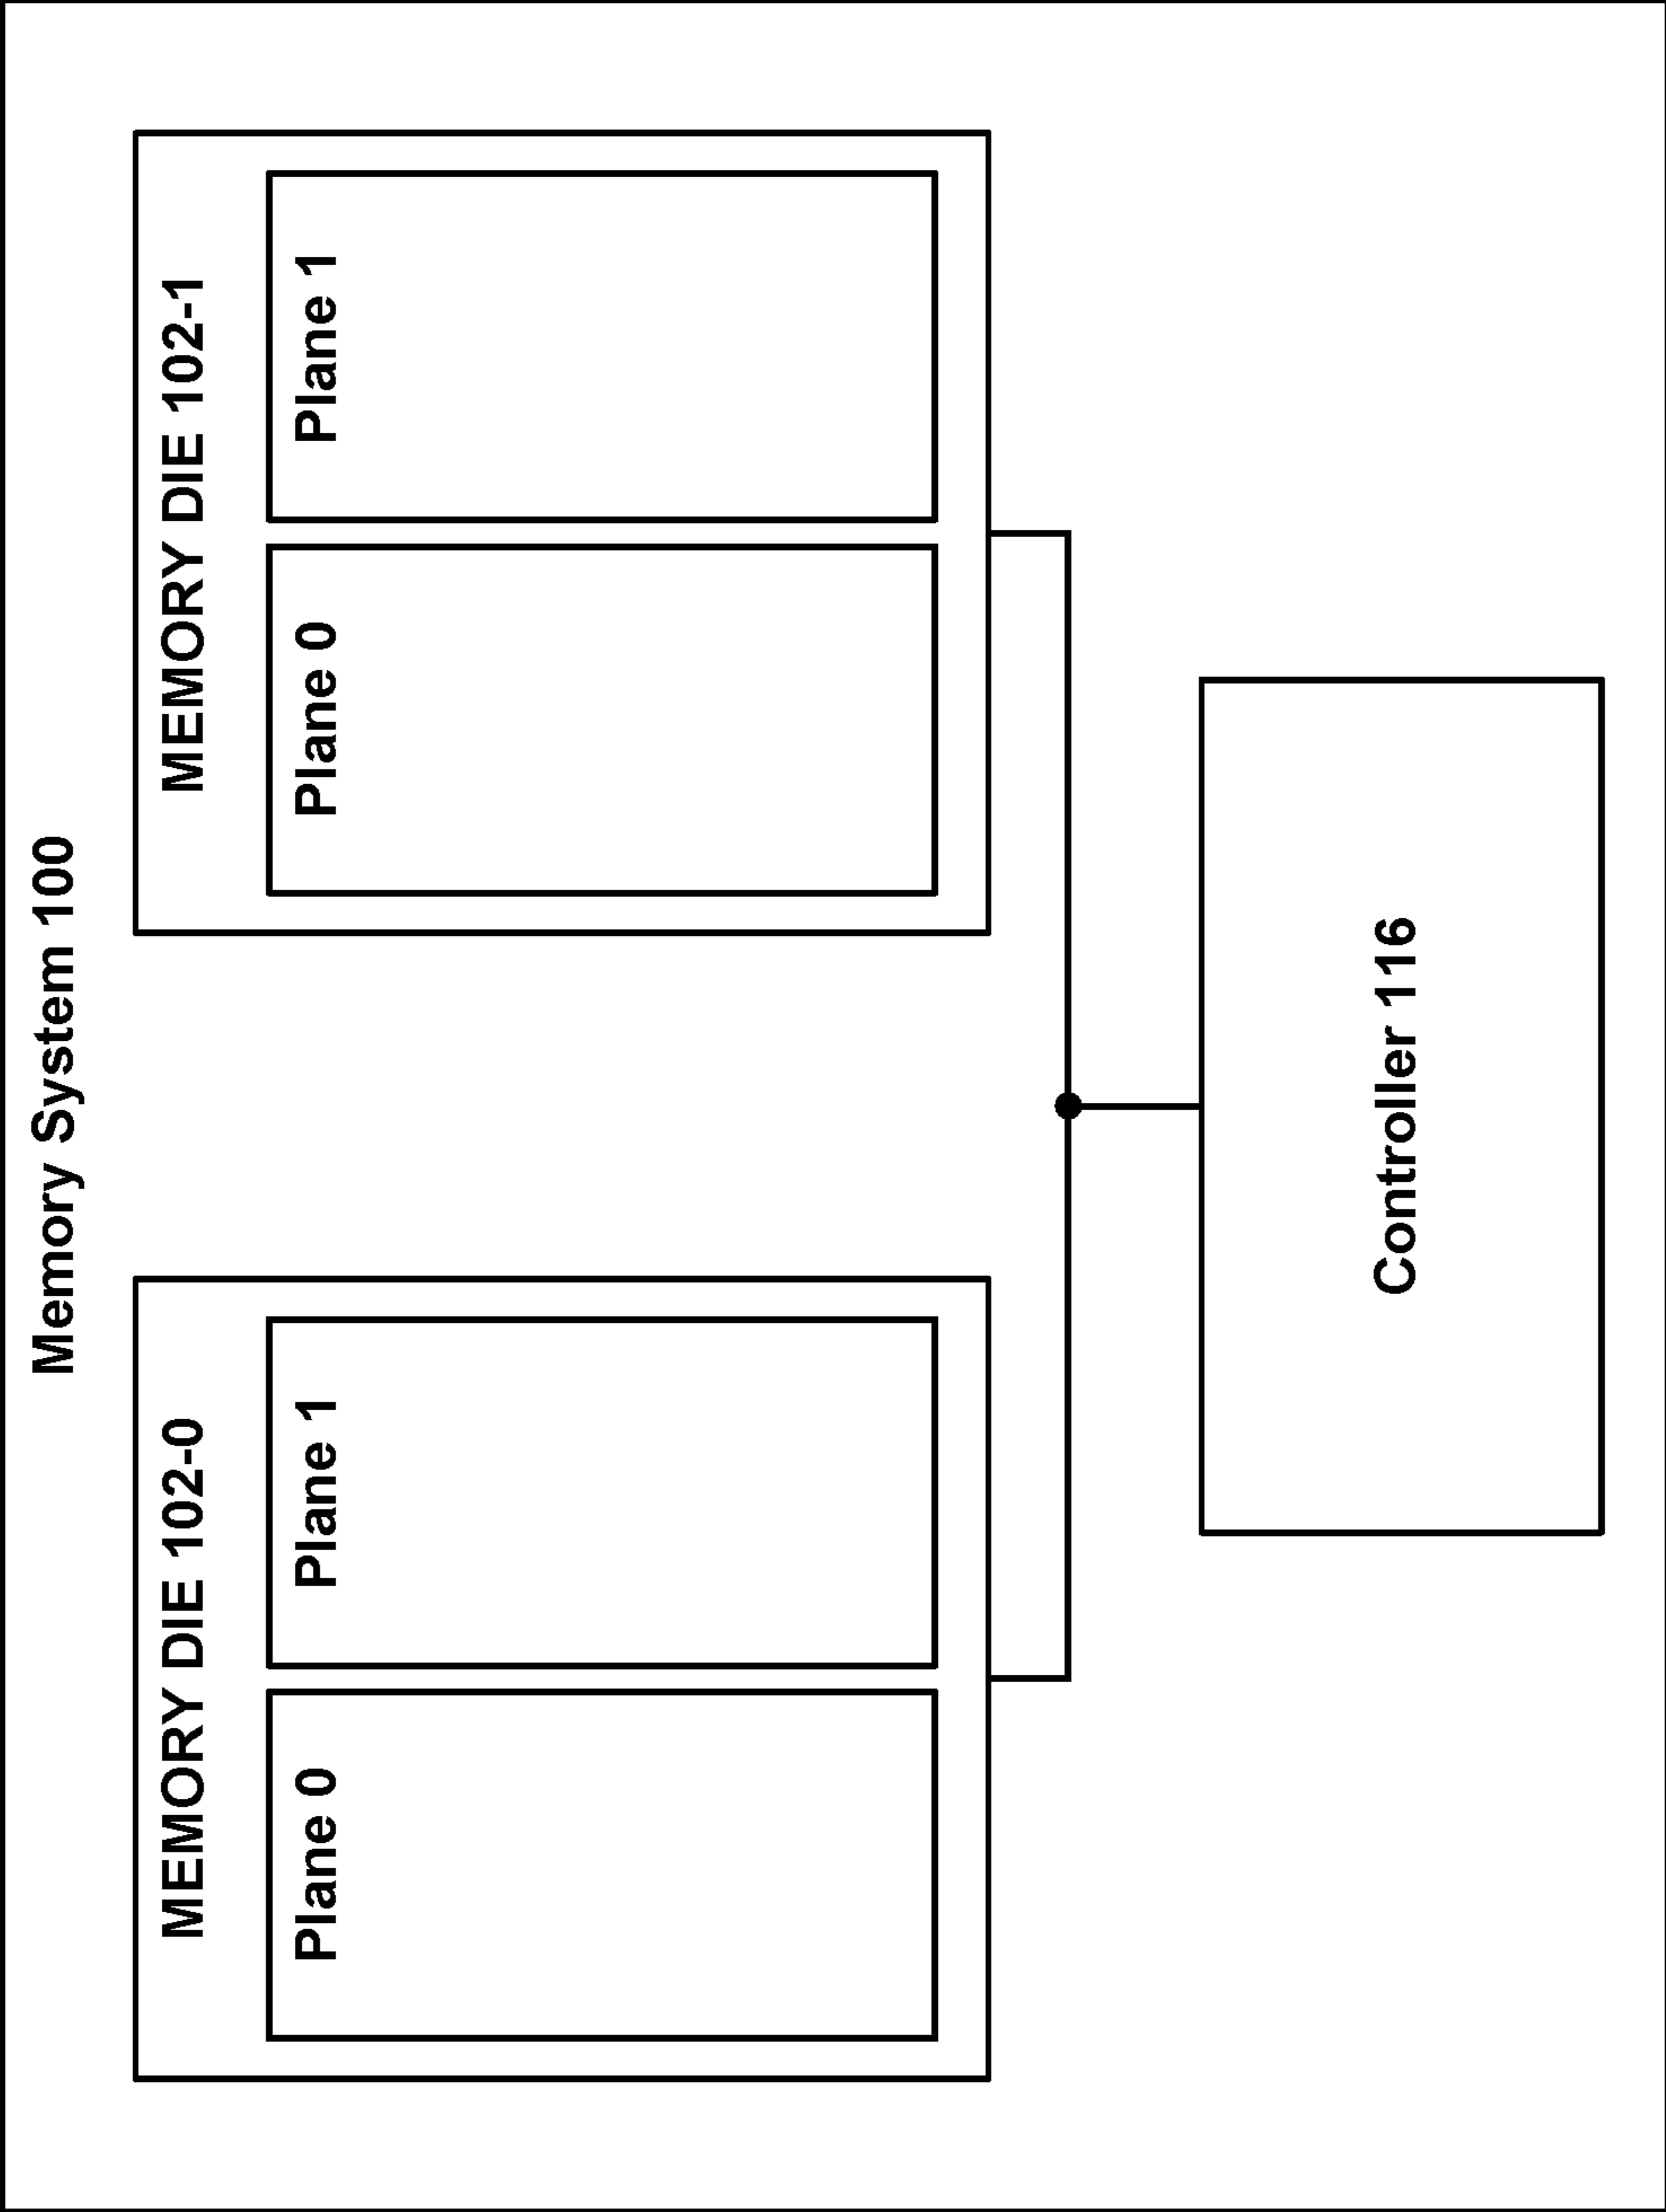 Memory System 100
MEMORY DIE 102-0
Plane 0
Plane 1
MEMORY DIE 102-1
Plane 0
Plane 1
Controller 116